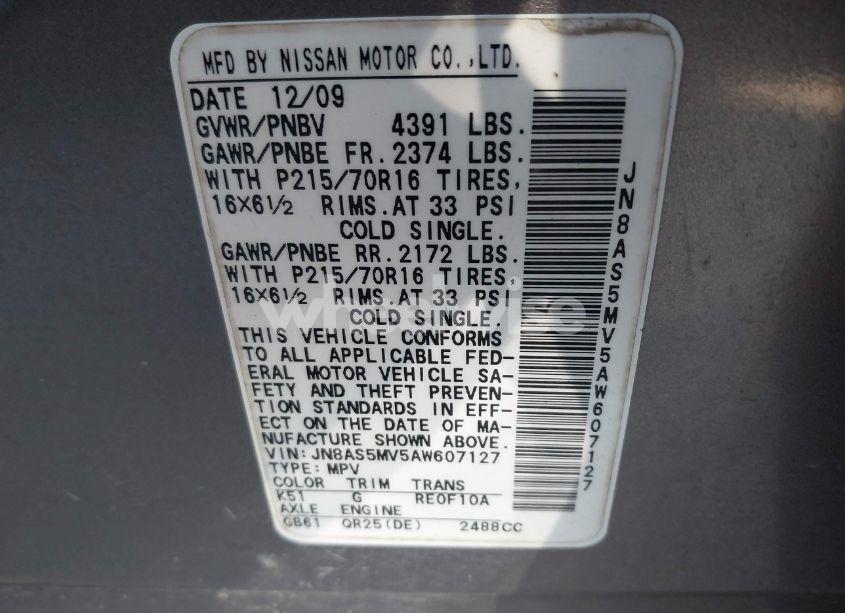 MFD BY NISSAN MOTOR CO.,LTD.
DATE 12/09
GVWR/PNBV 4391 LBS.
GAWR/PNBE FR.2374 LBS.
WITH P215/70R16 TIRES,
16X6½ RIMS.AT 33 PSI
COLD SINGLE.
GAWR/PNBE RR.2172 LBS.
WITH P215/70R16 TIRES,
16X6½ RIMS.AT 33 PSI
COLD SINGLE.
THIS VEHICLE CONFORMS
TO ALL APPLICABLE FED-
ERAL MOTOR VEHICLE SA-
FETY AND THEFT PREVEN-
TION STANDARDS IN EFF-
ECT ON THE DATE OF MA-
NUFACTURE SHOWN ABOVE.
VIN:JN8AS5MV5AW607127
TYPE:MPV
COLOR TRIM TRANS
K51 G RE0F10A
AXLE ENGINE
GB61 QR25(DE) 2488CC
JN8AS5MV5AW607127